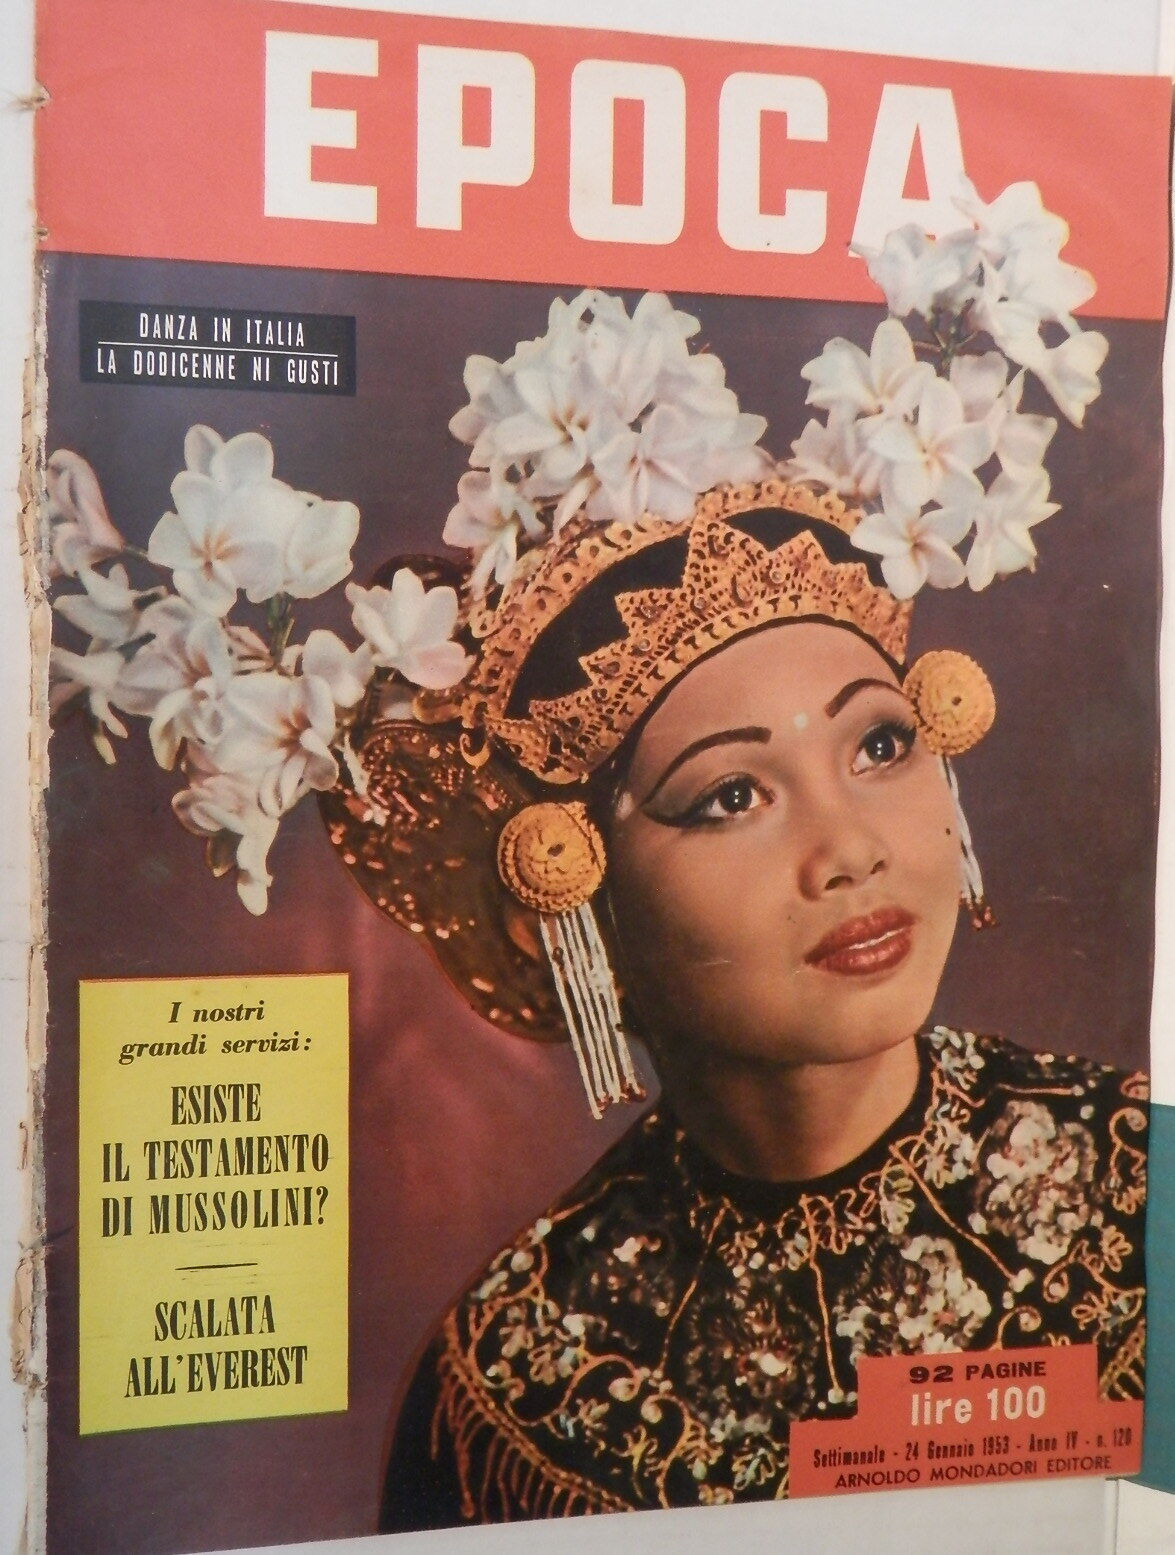 EPOCA
DANZA IN ITALIA
LA DODICENNE NI GUSTI
I nostri
grandi servizi:
ESISTE
IL TESTAMENTO
DI MUSSOLINI?
SCALATA
ALL'EVEREST
92 PAGINE
lire 100
Settimanale - 24 Gennaio 1953 - Anno IV - n. 120
ARNOLDO MONDADORI EDITORE